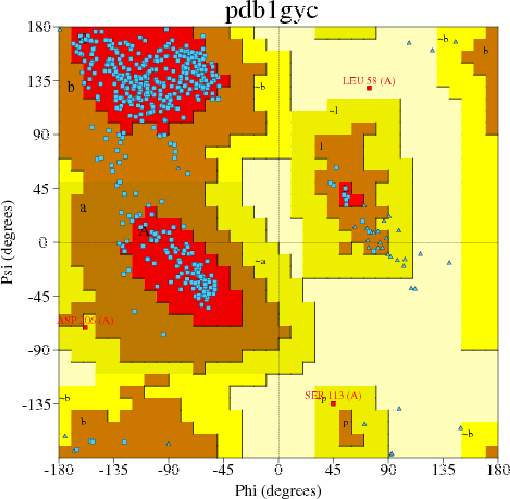 pdb1gyc
Psi (degrees)
180
135
90
45
0
-45
-90
-135
b
~b
~b
b
LEU 58 (A)
~l
l
a
A
~a
ASP 206 (A)
SER 113 (A)
~b
b
p
p
~b
-180 -135 -90 -45 0 45 90 135 180
Phi (degrees)